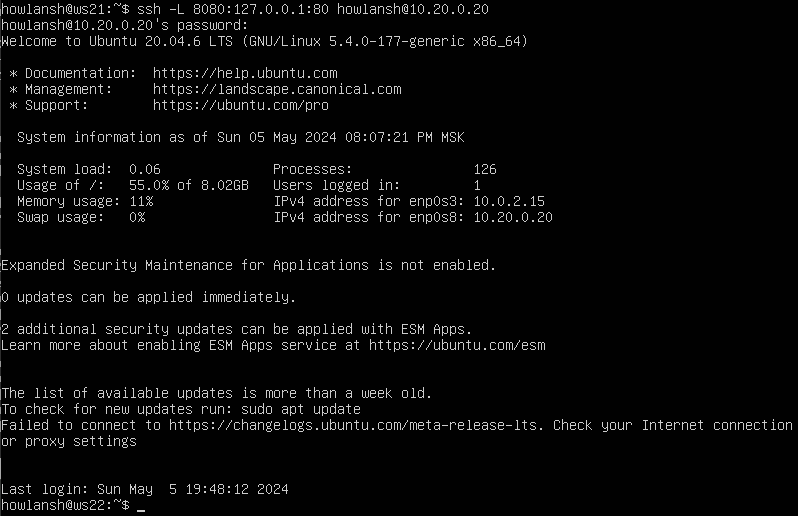 howlansh@ws21:~$ ssh -L 8080:127.0.0.1:80 howlansh@10.20.0.20
howlansh@10.20.0.20's password:
Welcome to Ubuntu 20.04.6 LTS (GNU/Linux 5.4.0-177-generic x86_64)

 * Documentation:  https://help.ubuntu.com
 * Management:     https://landscape.canonical.com
 * Support:        https://ubuntu.com/pro

  System information as of Sun 05 May 2024 08:07:21 PM MSK

  System load:  0.06              Processes:               126
  Usage of /:   55.0% of 8.02GB   Users logged in:         1
  Memory usage: 11%               IPv4 address for enp0s3: 10.0.2.15
  Swap usage:   0%                IPv4 address for enp0s8: 10.20.0.20


Expanded Security Maintenance for Applications is not enabled.

0 updates can be applied immediately.

2 additional security updates can be applied with ESM Apps.
Learn more about enabling ESM Apps service at https://ubuntu.com/esm


The list of available updates is more than a week old.
To check for new updates run: sudo apt update
Failed to connect to https://changelogs.ubuntu.com/meta-release-lts. Check your Internet connection
or proxy settings


Last login: Sun May  5 19:48:12 2024
howlansh@ws22:~$ _